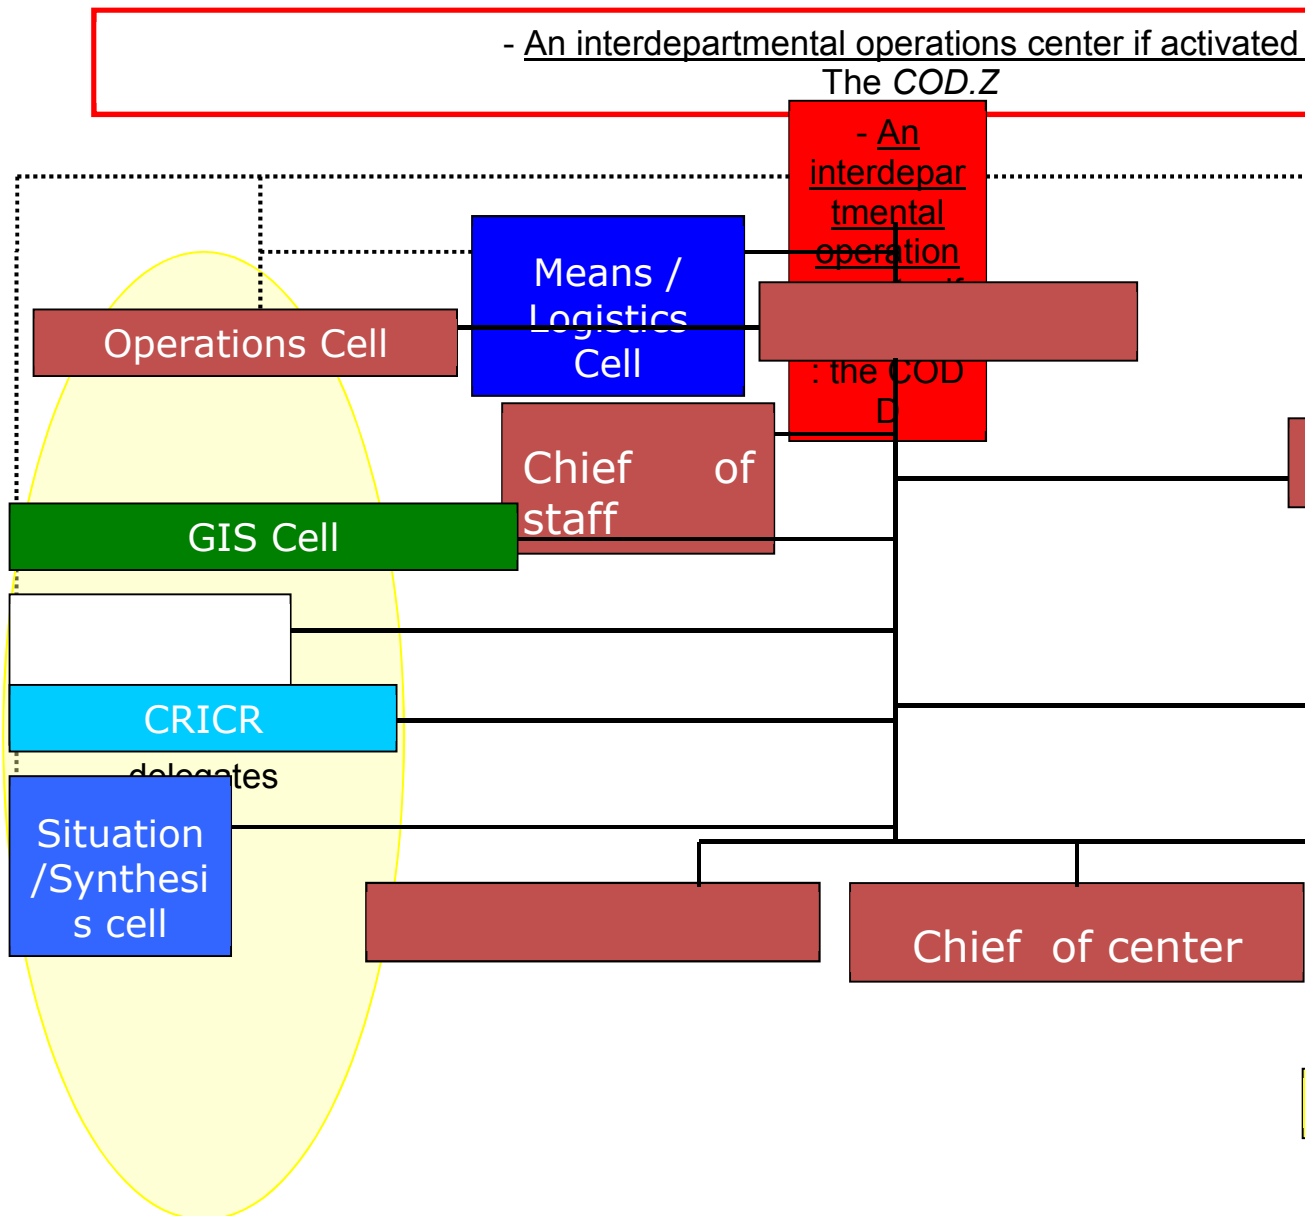 - An interdepartmental operations center if activated
The COD.Z
- An
interdepar
tmental
operation
Means /
Logistics
Cell
Operations Cell
: the COD
D
Chief of
staff
GIS Cell
CRICR
delegates
Situation
/Synthesi
s cell
Chief of center